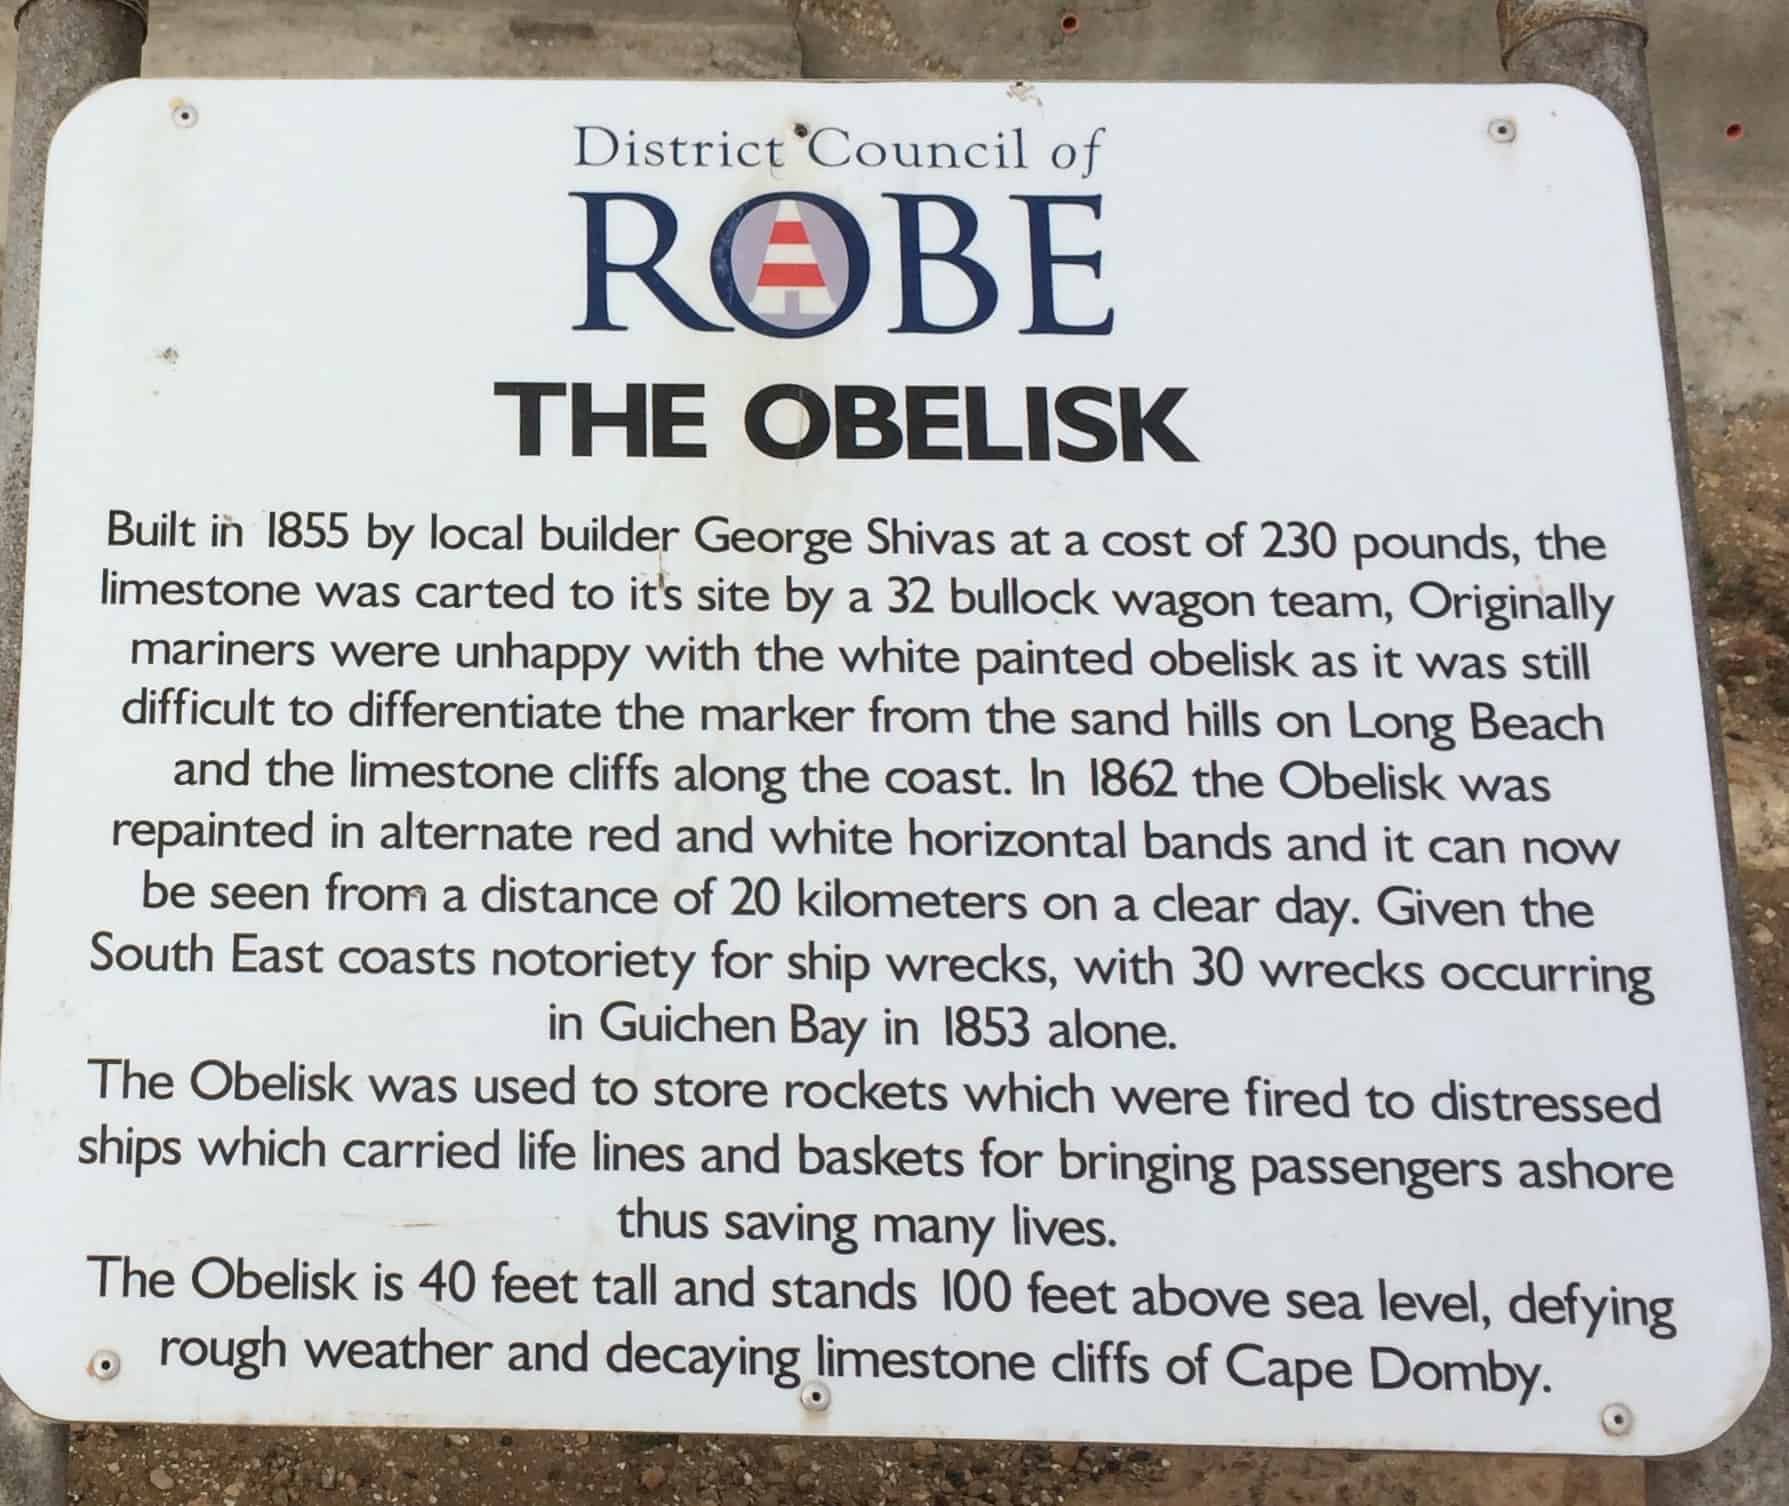 District Council of
ROBE
THE OBELISK
Built in 1855 by local builder George Shivas at a cost of 230 pounds, the
limestone was carted to it's site by a 32 bullock wagon team, Originally
mariners were unhappy with the white painted obelisk as it was still
difficult to differentiate the marker from the sand hills on Long Beach
and the limestone cliffs along the coast. In 1862 the Obelisk was
repainted in alternate red and white horizontal bands and it can now
be seen from a distance of 20 kilometers on a clear day. Given the
South East coasts notoriety for ship wrecks, with 30 wrecks occurring
in Guichen Bay in 1853 alone.
The Obelisk was used to store rockets which were fired to distressed
ships which carried life lines and baskets for bringing passengers ashore
thus saving many lives.
The Obelisk is 40 feet tall and stands 100 feet above sea level, defying
rough weather and decaying limestone cliffs of Cape Domby.